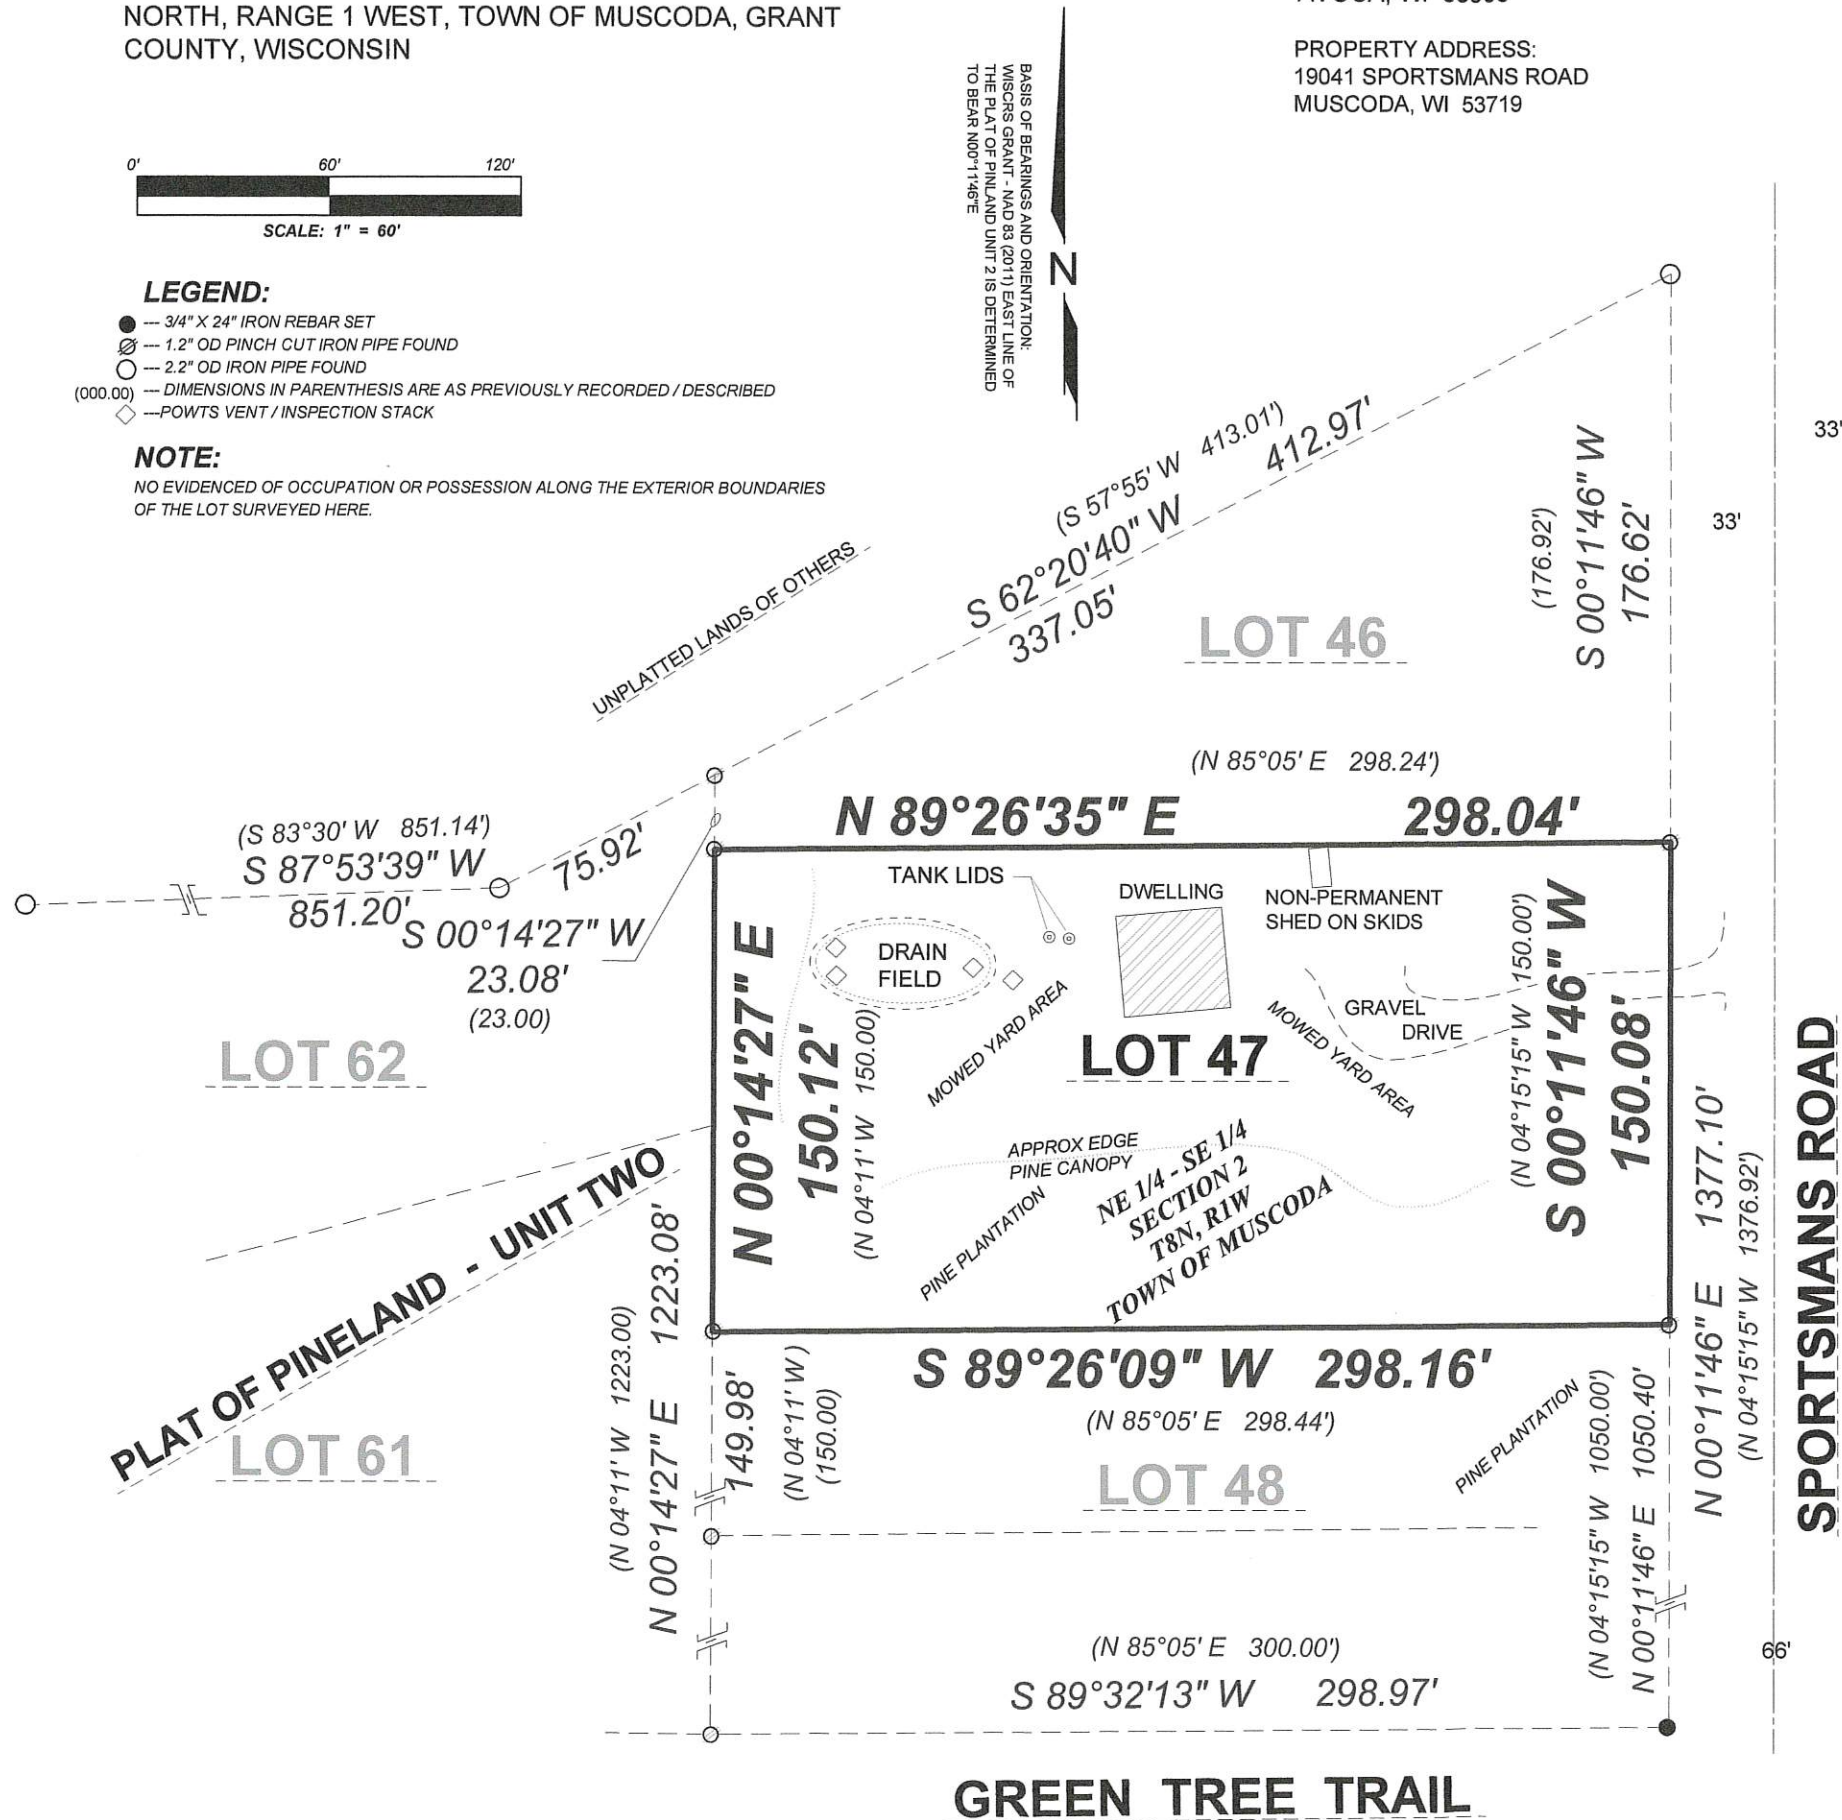 NORTH, RANGE 1 WEST, TOWN OF MUSCODA, GRANT
COUNTY, WISCONSIN
PROPERTY ADDRESS:
19041 SPORTSMANS ROAD
MUSCODA, WI 53719
BASIS OF BEARINGS AND ORIENTATION:
WISCRS GRANT - NAD 83 (2011) EAST LINE OF
THE PLAT OF PINLAND UNIT 2 IS DETERMINED
TO BEAR N00°11'46"E
N
0' 60' 120'
SCALE: 1" = 60'
LEGEND:
--- 3/4" X 24" IRON REBAR SET
--- 1.2" OD PINCH CUT IRON PIPE FOUND
--- 2.2" OD IRON PIPE FOUND
(000.00) --- DIMENSIONS IN PARENTHESIS ARE AS PREVIOUSLY RECORDED / DESCRIBED
---POWTS VENT / INSPECTION STACK
NOTE:
NO EVIDENCED OF OCCUPATION OR POSSESSION ALONG THE EXTERIOR BOUNDARIES
OF THE LOT SURVEYED HERE.
(S 57°55' W 413.01')
412.97'
S 62°20'40" W
337.05'
UNPLATTED LANDS OF OTHERS
LOT 46
(176.92')
S 00°11'46" W
176.62'
33'
33'
(N 85°05' E 298.24')
N 89°26'35" E 298.04'
(S 83°30' W 851.14')
S 87°53'39" W
851.20'
75.92'
S 00°14'27" W
23.08'
(23.00)
LOT 62
TANK LIDS
DWELLING
NON-PERMANENT
SHED ON SKIDS
DRAIN
FIELD
MOWED YARD AREA
GRAVEL
DRIVE
MOWED YARD AREA
LOT 47
N 00°14'27" E
150.12'
(N 04°11' W 150.00)
(N 04°15'15" W 150.00')
S 00°11'46" W
150.08'
APPROX EDGE
PINE CANOPY
PINE PLANTATION
NE 1/4 - SE 1/4
SECTION 2
T8N, R1W
TOWN OF MUSCODA
PLAT OF PINELAND - UNIT TWO
S 89°26'09" W 298.16'
(N 85°05' E 298.44')
LOT 61
(N 04°11' W 1223.00)
N 00°14'27" E 1223.08'
149.98'
(N 04°11' W)
(150.00)
LOT 48
PINE PLANTATION
(N 04°15'15" W 1050.00')
N 00°11'46" E 1050.40'
N 00°11'46" E 1377.10'
(N 04°15'15" W 1376.92')
SPORTSMANS ROAD
66'
(N 85°05' E 300.00')
S 89°32'13" W 298.97'
GREEN TREE TRAIL